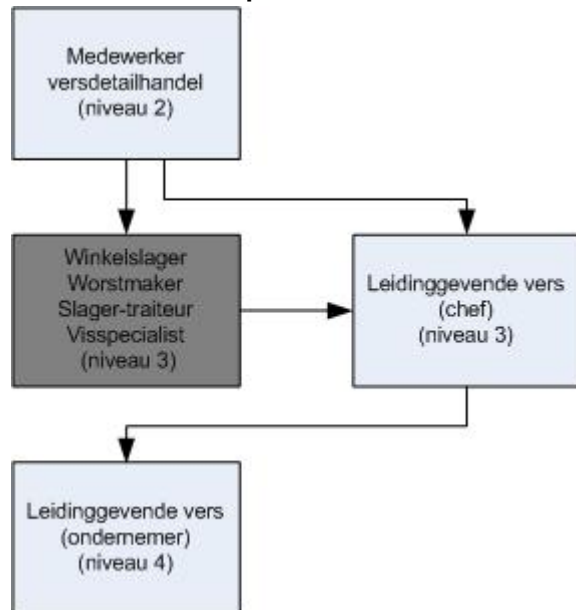 Medewerker
versdetailhandel
(niveau 2)
Winkelslager
Worstmaker
Slager-traiteur
Visspecialist
(niveau 3)
Leidinggevende vers
(chef)
(niveau 3)
Leidinggevende vers
(ondernemer)
(niveau 4)